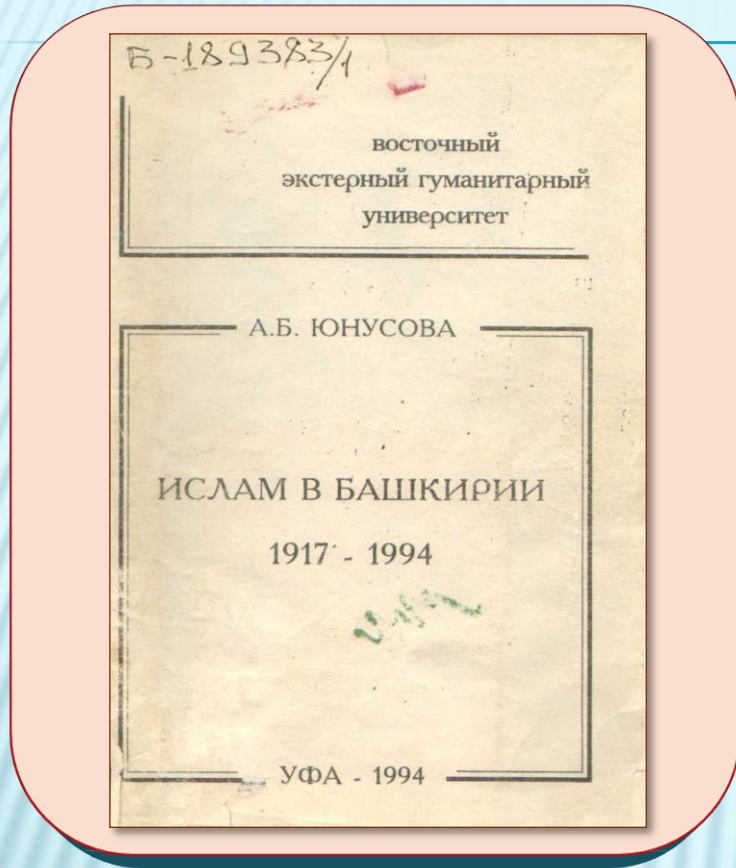 Б-189383/1
восточный
экстерный гуманитарный
университет
А.Б. ЮНУСОВА
ИСЛАМ В БАШКИРИИ
1917 - 1994
УФА - 1994